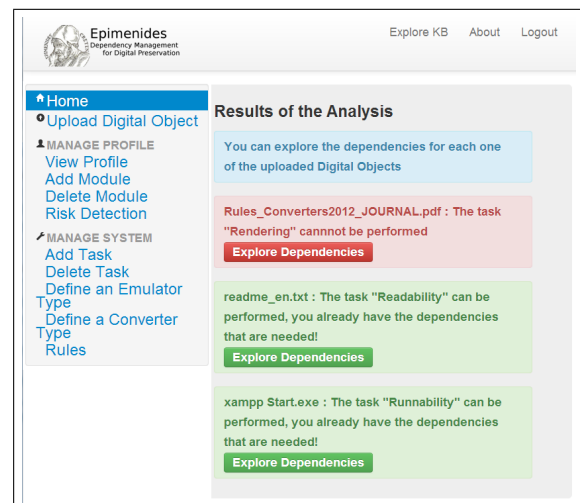 Epimenides
Dependency Management
for Digital Preservation
Explore KB About Logout
Home
Upload Digital Object
MANAGE PROFILE
View Profile
Add Module
Delete Module
Risk Detection
MANAGE SYSTEM
Add Task
Delete Task
Define an Emulator
Type
Define a Converter
Type
Rules
Results of the Analysis
You can explore the dependencies for each one
of the uploaded Digital Objects
Rules_Converters2012_JOURNAL.pdf : The task
"Rendering" cannnot be performed
Explore Dependencies
readme_en.txt : The task "Readability" can be
performed, you already have the dependencies
that are needed!
Explore Dependencies
xampp Start.exe : The task "Runnability" can be
performed, you already have the dependencies
that are needed!
Explore Dependencies